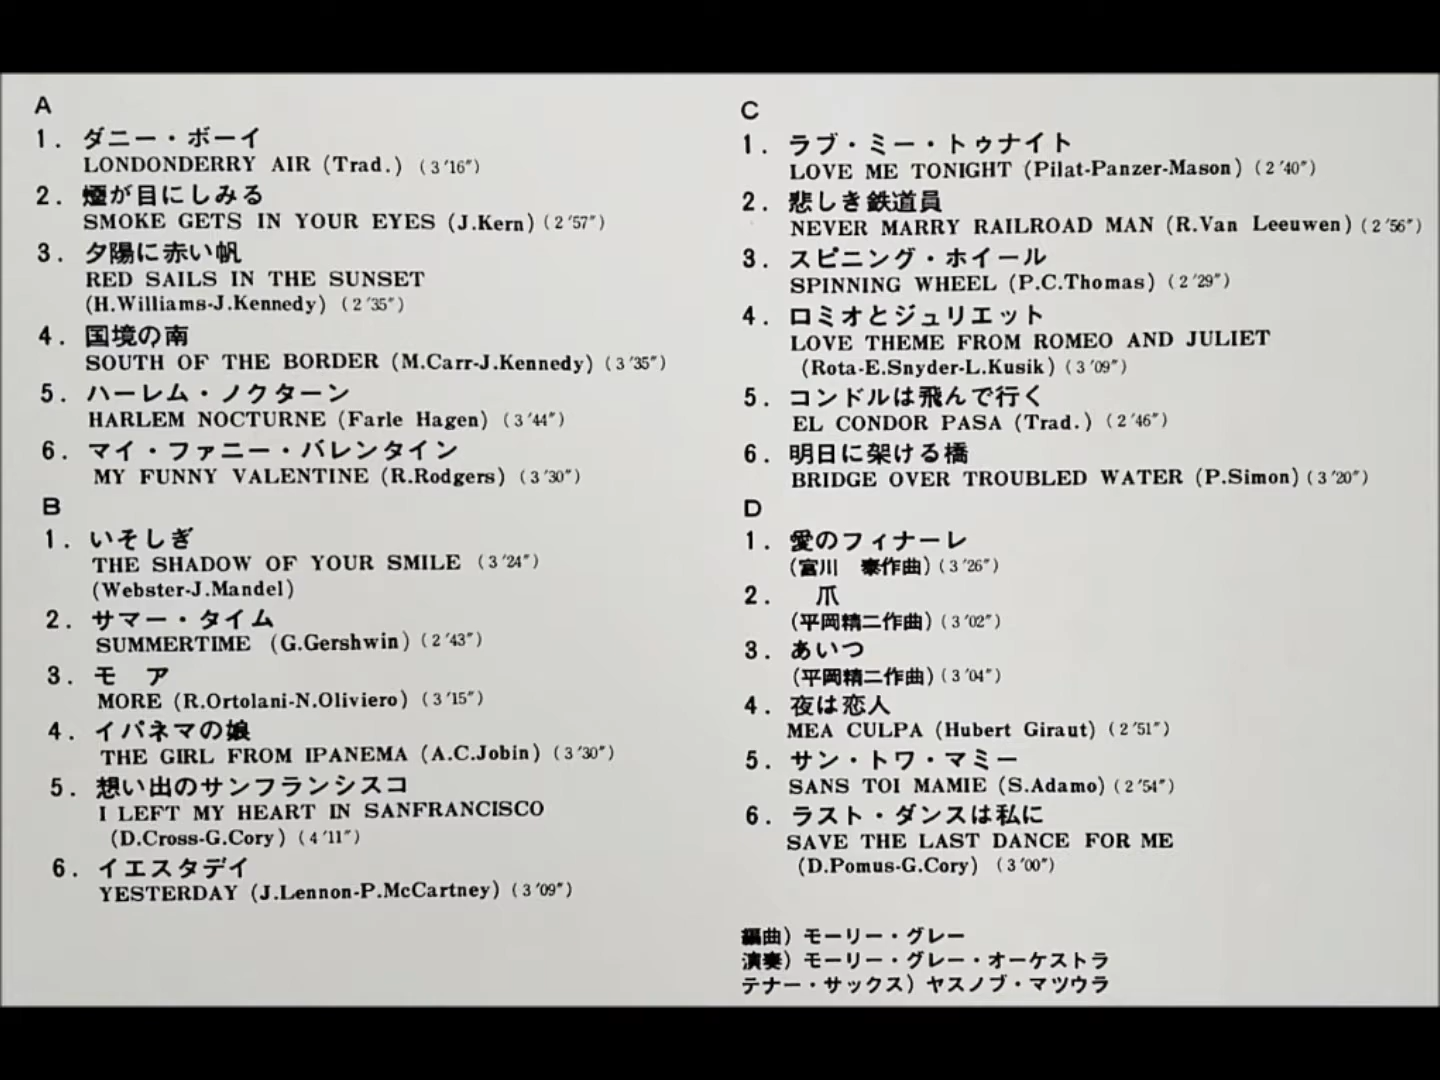 A
1. ダニー・ボーイ
LONDONDERRY AIR (Trad.) (3′16″)
2. 煙が目にしみる
SMOKE GETS IN YOUR EYES (J.Kern) (2′57″)
3. 夕陽に赤い帆
RED SAILS IN THE SUNSET
(H.Williams-J.Kennedy) (2′35″)
4. 国境の南
SOUTH OF THE BORDER (M.Carr-J.Kennedy) (3′35″)
5. ハーレム・ノクターン
HARLEM NOCTURNE (Farle Hagen) (3′44″)
6. マイ・ファニー・バレンタイン
MY FUNNY VALENTINE (R.Rodgers) (3′30″)
B
1. いそしぎ
THE SHADOW OF YOUR SMILE (3′24″)
(Webster-J.Mandel)
2. サマー・タイム
SUMMERTIME (G.Gershwin) (2′43″)
3. モ　ア
MORE (R.Ortolani-N.Oliviero) (3′15″)
4. イパネマの娘
THE GIRL FROM IPANEMA (A.C.Jobin) (3′30″)
5. 想い出のサンフランシスコ
I LEFT MY HEART IN SANFRANCISCO
(D.Cross-G.Cory) (4′11″)
6. イエスタデイ
YESTERDAY (J.Lennon-P.McCartney) (3′09″)
C
1. ラブ・ミー・トゥナイト
LOVE ME TONIGHT (Pilat-Panzer-Mason) (2′40″)
2. 悲しき鉄道員
NEVER MARRY RAILROAD MAN (R.Van Leeuwen) (2′56″)
3. スピニング・ホイール
SPINNING WHEEL (P.C.Thomas) (2′29″)
4. ロミオとジュリエット
LOVE THEME FROM ROMEO AND JULIET
(Rota-E.Snyder-L.Kusik) (3′09″)
5. コンドルは飛んで行く
EL CONDOR PASA (Trad.) (2′46″)
6. 明日に架ける橋
BRIDGE OVER TROUBLED WATER (P.Simon) (3′20″)
D
1. 愛のフィナーレ
(宮川　泰作曲) (3′26″)
2. 爪
(平岡精二作曲) (3′02″)
3. あいつ
(平岡精二作曲) (3′04″)
4. 夜は恋人
MEA CULPA (Hubert Giraut) (2′51″)
5. サン・トワ・マミー
SANS TOI MAMIE (S.Adamo) (2′54″)
6. ラスト・ダンスは私に
SAVE THE LAST DANCE FOR ME
(D.Pomus-G.Cory) (3′00″)
編曲) モーリー・グレー
演奏) モーリー・グレー・オーケストラ
テナー・サックス) ヤスノブ・マツウラ